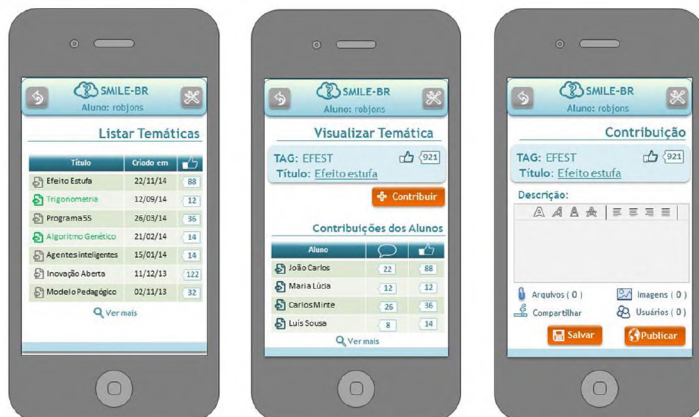 SMILE-BR
Aluno: robjons
Listar Temáticas
Título Criado em
Efeito Estufa 22/11/14 88
Trigonometria 12/09/14 12
Programa 5S 26/03/14 36
Algoritmo Genético 21/02/14 14
Agentes inteligentes 15/01/14 14
Inovação Aberta 11/12/13 122
Modelo Pedagógico 02/11/13 32
Ver mais
SMILE-BR
Aluno: robjons
Visualizar Temática
TAG: EFEST 921
Título: Efeito estufa
Contribuir
Contribuições dos Alunos
Aluno
João Carlos 22 88
Maria Lúcia 12 12
Carlos Minte 26 36
Luís Sousa 8 14
Ver mais
SMILE-BR
Aluno: robjons
Contribuição
TAG: EFEST 921
Título: Efeito estufa
Descrição:
A A A A
Arquivos ( 0 ) Imagens ( 0 )
Compartilhar Usuários ( 0 )
Salvar Publicar